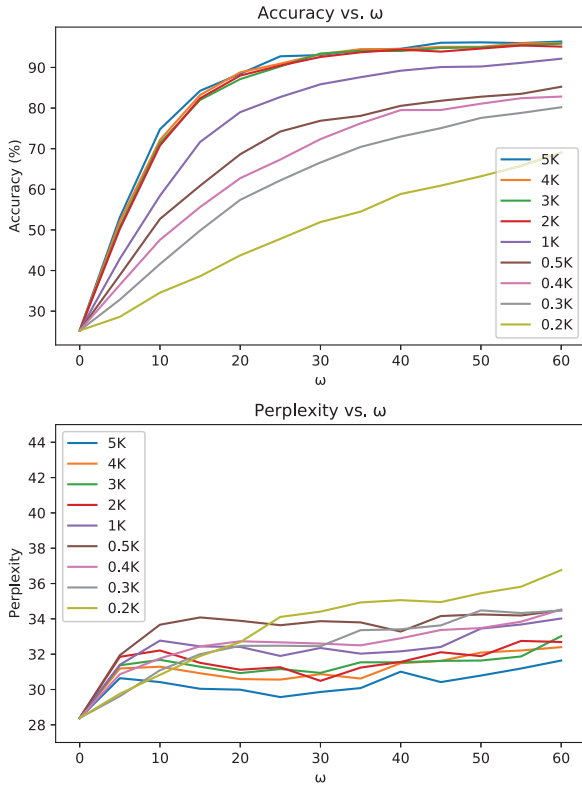 Accuracy vs. ω
Accuracy (%)
90
80
70
60
50
40
30
5K
4K
3K
2K
1K
0.5K
0.4K
0.3K
0.2K
0 10 20 30 40 50 60
ω
Perplexity vs. ω
Perplexity
44
42
40
38
36
34
32
30
28
5K
4K
3K
2K
1K
0.5K
0.4K
0.3K
0.2K
0 10 20 30 40 50 60
ω